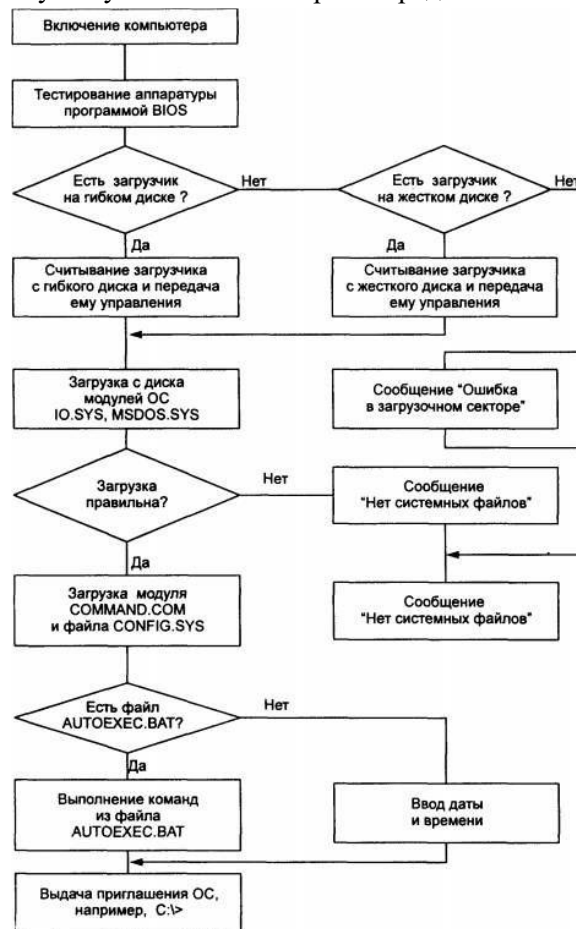 Включение компьютера
Тестирование аппаратуры
программой BIOS
Есть загрузчик
на гибком диске ?
Нет
Есть загрузчик
на жестком диске ?
Нет
Да
Да
Считывание загрузчика
с гибкого диска и передача
ему управления
Считывание загрузчика
с жесткого диска и передача
ему управления
Загрузка с диска
модулей ОС
IO.SYS, MSDOS.SYS
Сообщение “Ошибка
в загрузочном секторе”
Загрузка
правильна?
Нет
Сообщение
“Нет системных файлов”
Да
Загрузка модуля
COMMAND.COM
и файла CONFIG.SYS
Сообщение
“Нет системных файлов”
Есть файл
AUTOEXEC.BAT?
Нет
Да
Выполнение команд
из файла
AUTOEXEC.BAT
Ввод даты
и времени
Выдача приглашения ОС,
например, C:\>